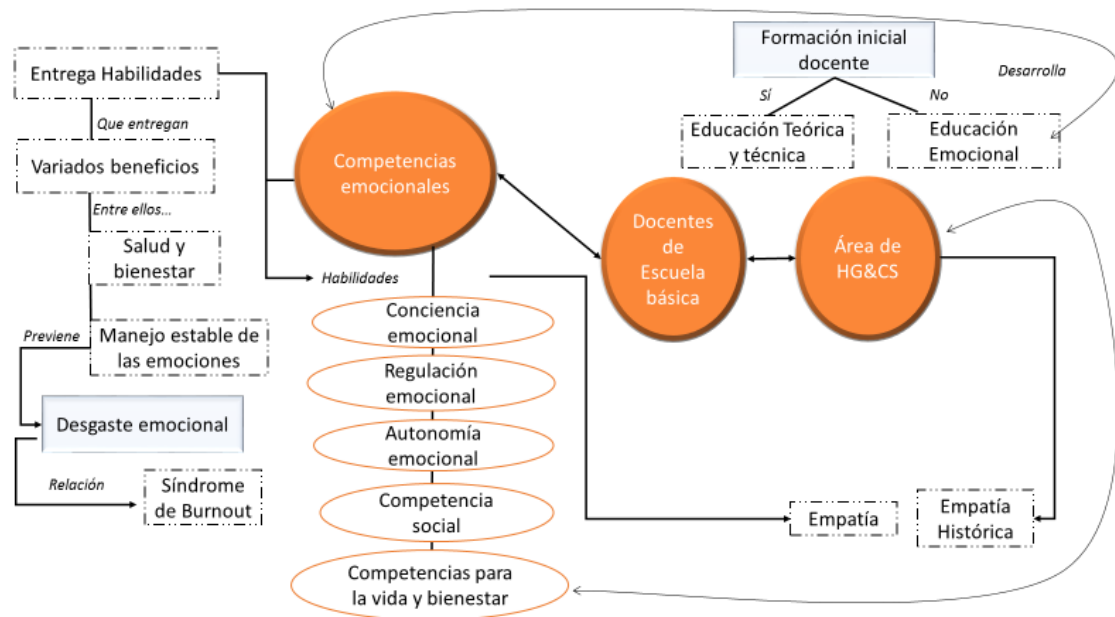 Entrega Habilidades
Que entregan
Variados beneficios
Entre ellos...
Salud y
bienestar
Previene
Manejo estable de
las emociones
Desgaste emocional
Relación
Síndrome
de Burnout
Competencias
emocionales
Habilidades
Conciencia
emocional
Regulación
emocional
Autonomía
emocional
Competencia
social
Competencias para
la vida y bienestar
Formación inicial
docente
Desarrolla
Sí
No
Educación Teórica
y técnica
Educación
Emocional
Docentes
de
Escuela
básica
Área de
HG&CS
Empatía
Empatía
Histórica